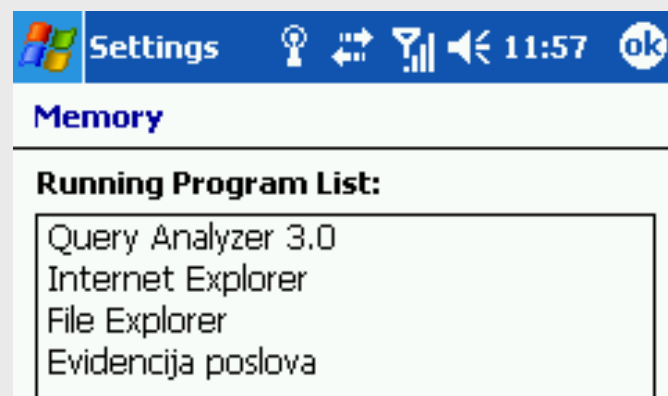 Settings 11:57 ok
Memory
Running Program List:
Query Analyzer 3.0
Internet Explorer
File Explorer
Evidencija poslova